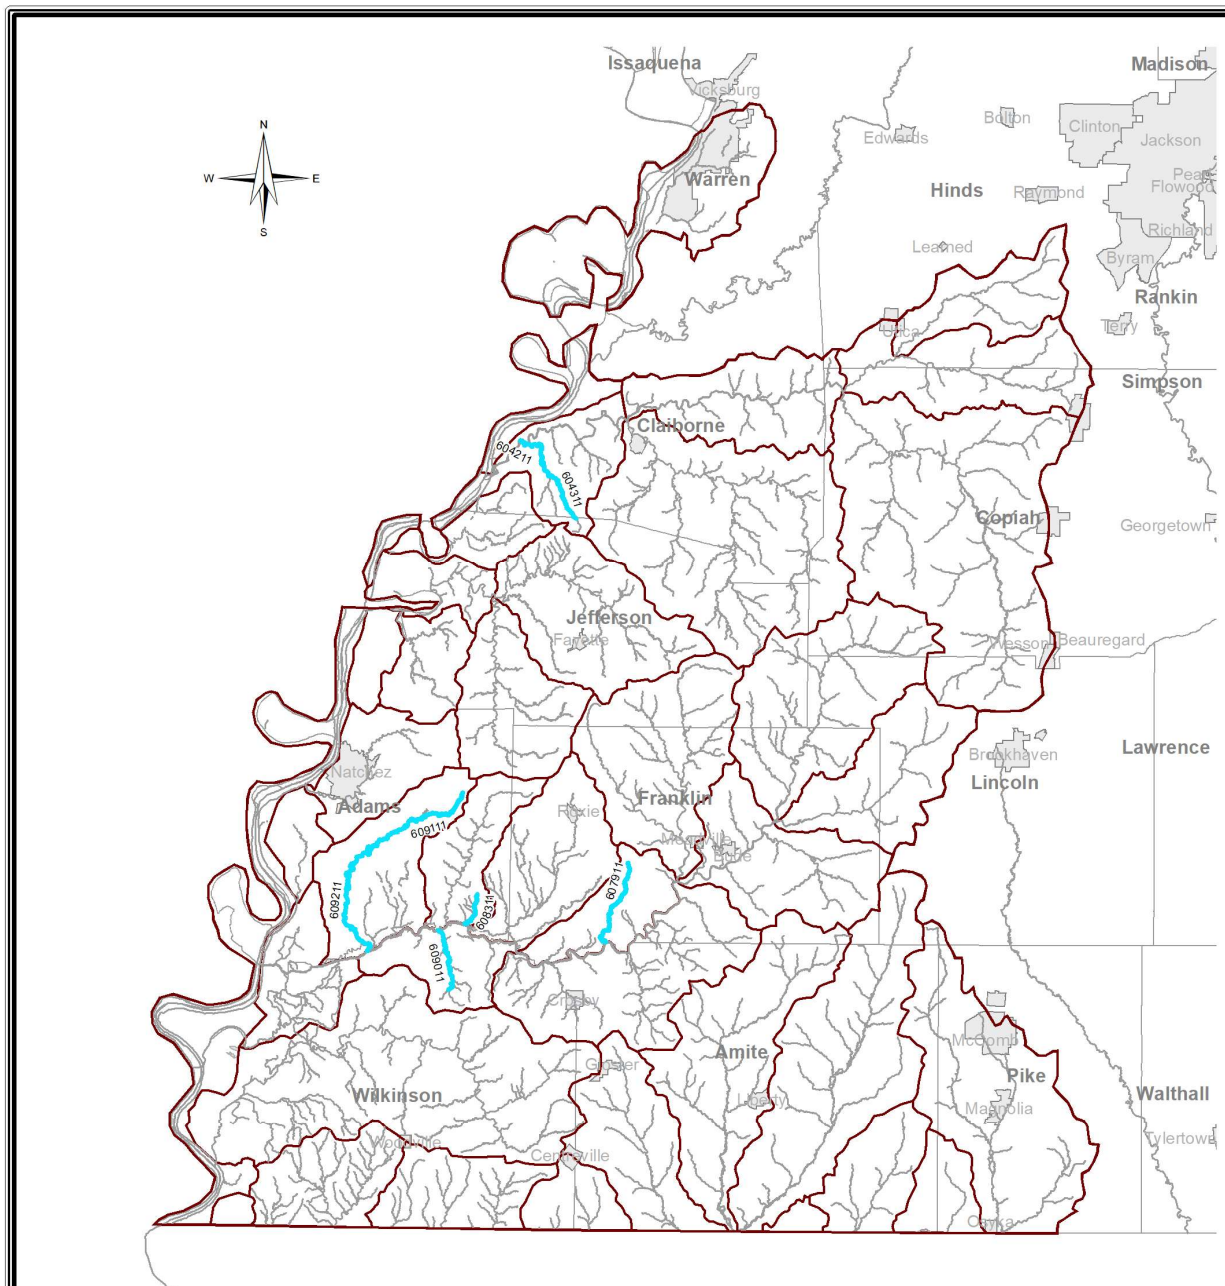 Issaquena
Madison
Vicksburg
Bolton
Clinton
Edwards
Jackson
N
W
E
S
Warren
Hinds
Raymond
Flowood
Learned
Richland
Byram
Rankin
Utica
Terry
Simpson
Claiborne
604211
604311
Copiah
Georgetown
Jefferson
Fayette
Wesson
Beauregard
Lawrence
Brookhaven
Natchez
Lincoln
Adams
Franklin
Roxie
609111
Meadville
Bude
607911
609211
608311
609011
Crosby
McComb
Amite
Gloster
Pike
Wilkinson
Liberty
Magnolia
Walthall
Woodville
Tylertown
Centreville
Osyka